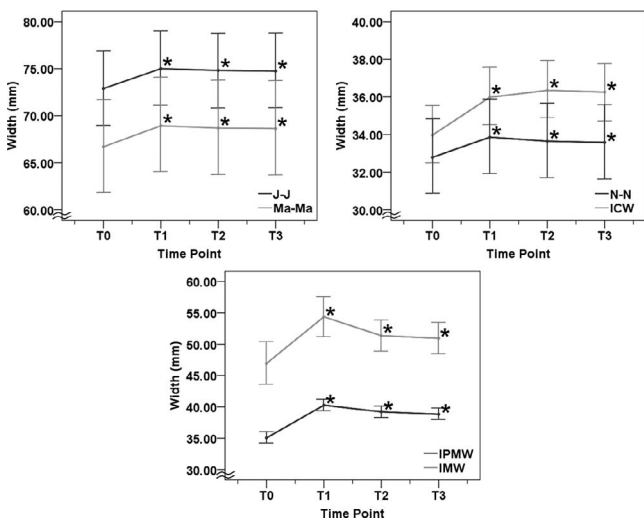 80.00
75.00
70.00
65.00
60.00
Width (mm)
* * *
* * *
J-J
Ma-Ma
T0 T1 T2 T3
Time Point
40.00
38.00
36.00
34.00
32.00
30.00
Width (mm)
* * *
* * *
N-N
ICW
T0 T1 T2 T3
Time Point
60.00
55.00
50.00
45.00
40.00
35.00
30.00
Width (mm)
* * *
* * *
IPMW
IMW
T0 T1 T2 T3
Time Point